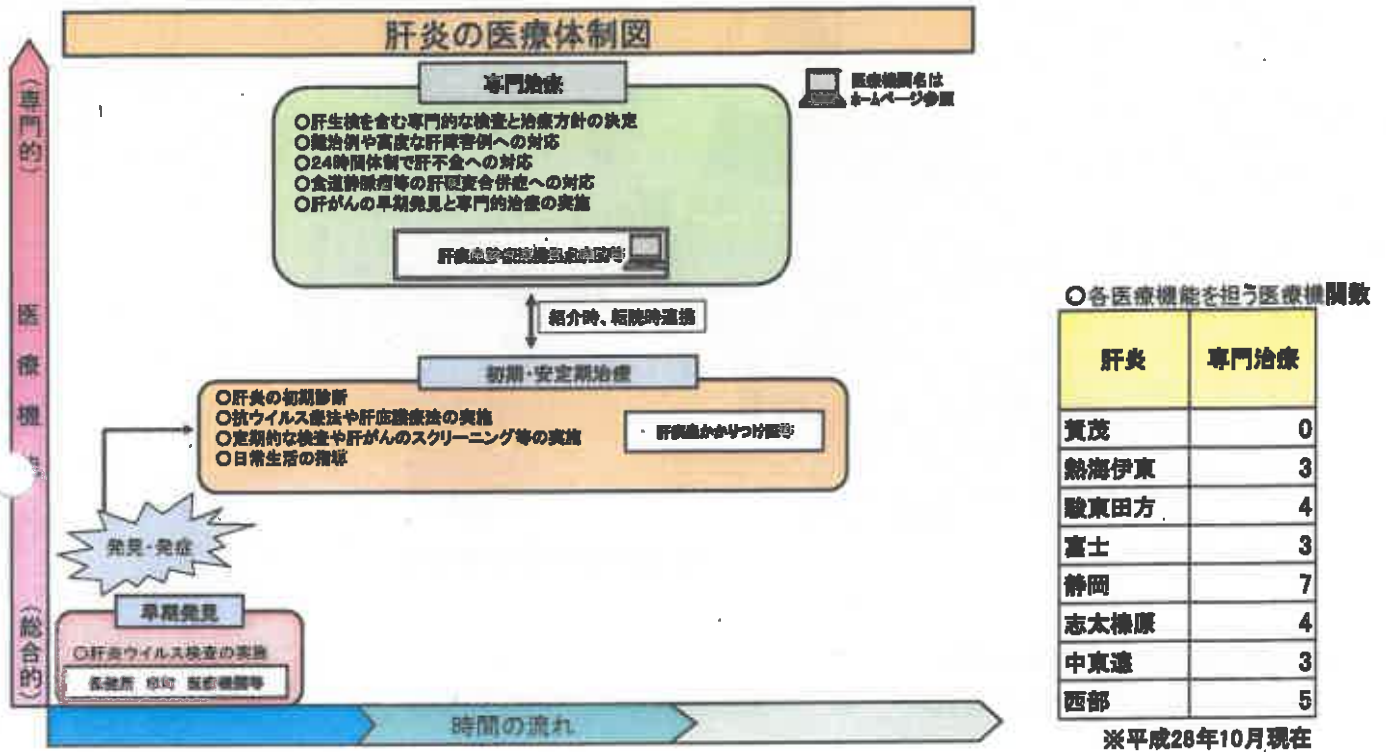 肝炎の医療体制図
専門治療
医療機関名は
ホームページ参照
○肝生検を含む専門的な検査と治療方針の決定
○難治例や高度な肝障害例への対応
○24時間体制で肝不全への対応
○食道静脈瘤等の肝硬変合併症への対応
○肝がんの早期発見と専門的治療の実施
紹介時、転院時連携
初期・安定期治療
○肝炎の初期診断
○抗ウイルス療法や肝庇護療法の実施
○定期的な検査や肝がんのスクリーニング等の実施
○日常生活の指導
肝疾患かかりつけ医等
発見・発症
早期発見
○肝炎ウイルス検査の実施
保健所 市町 医療機関等
(専門的)
医療機
(総合的)
時間の流れ
○各医療機能を担う医療機関数
肝炎 専門治療
賀茂 0
熱海伊東 3
駿東田方 4
富士 3
静岡 7
志太榛原 4
中東遠 3
西部 5
※平成28年10月現在